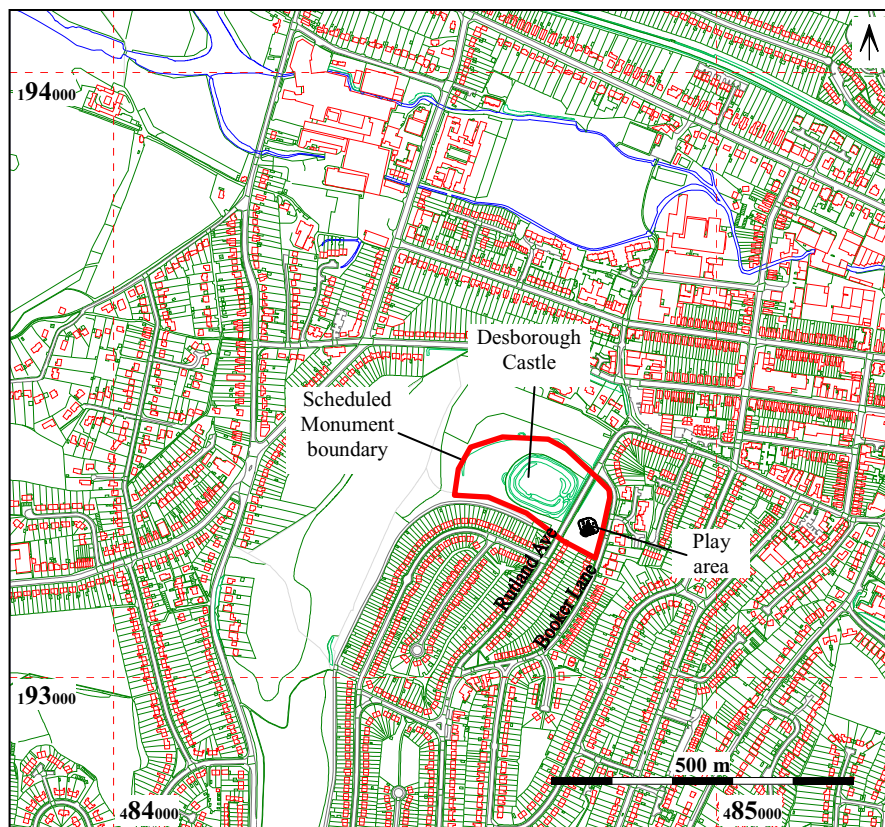 194000
Desborough
Castle
Scheduled
Monument
boundary
Play
area
Rutland Ave
Booker Lane
193000
500 m
484000
485000